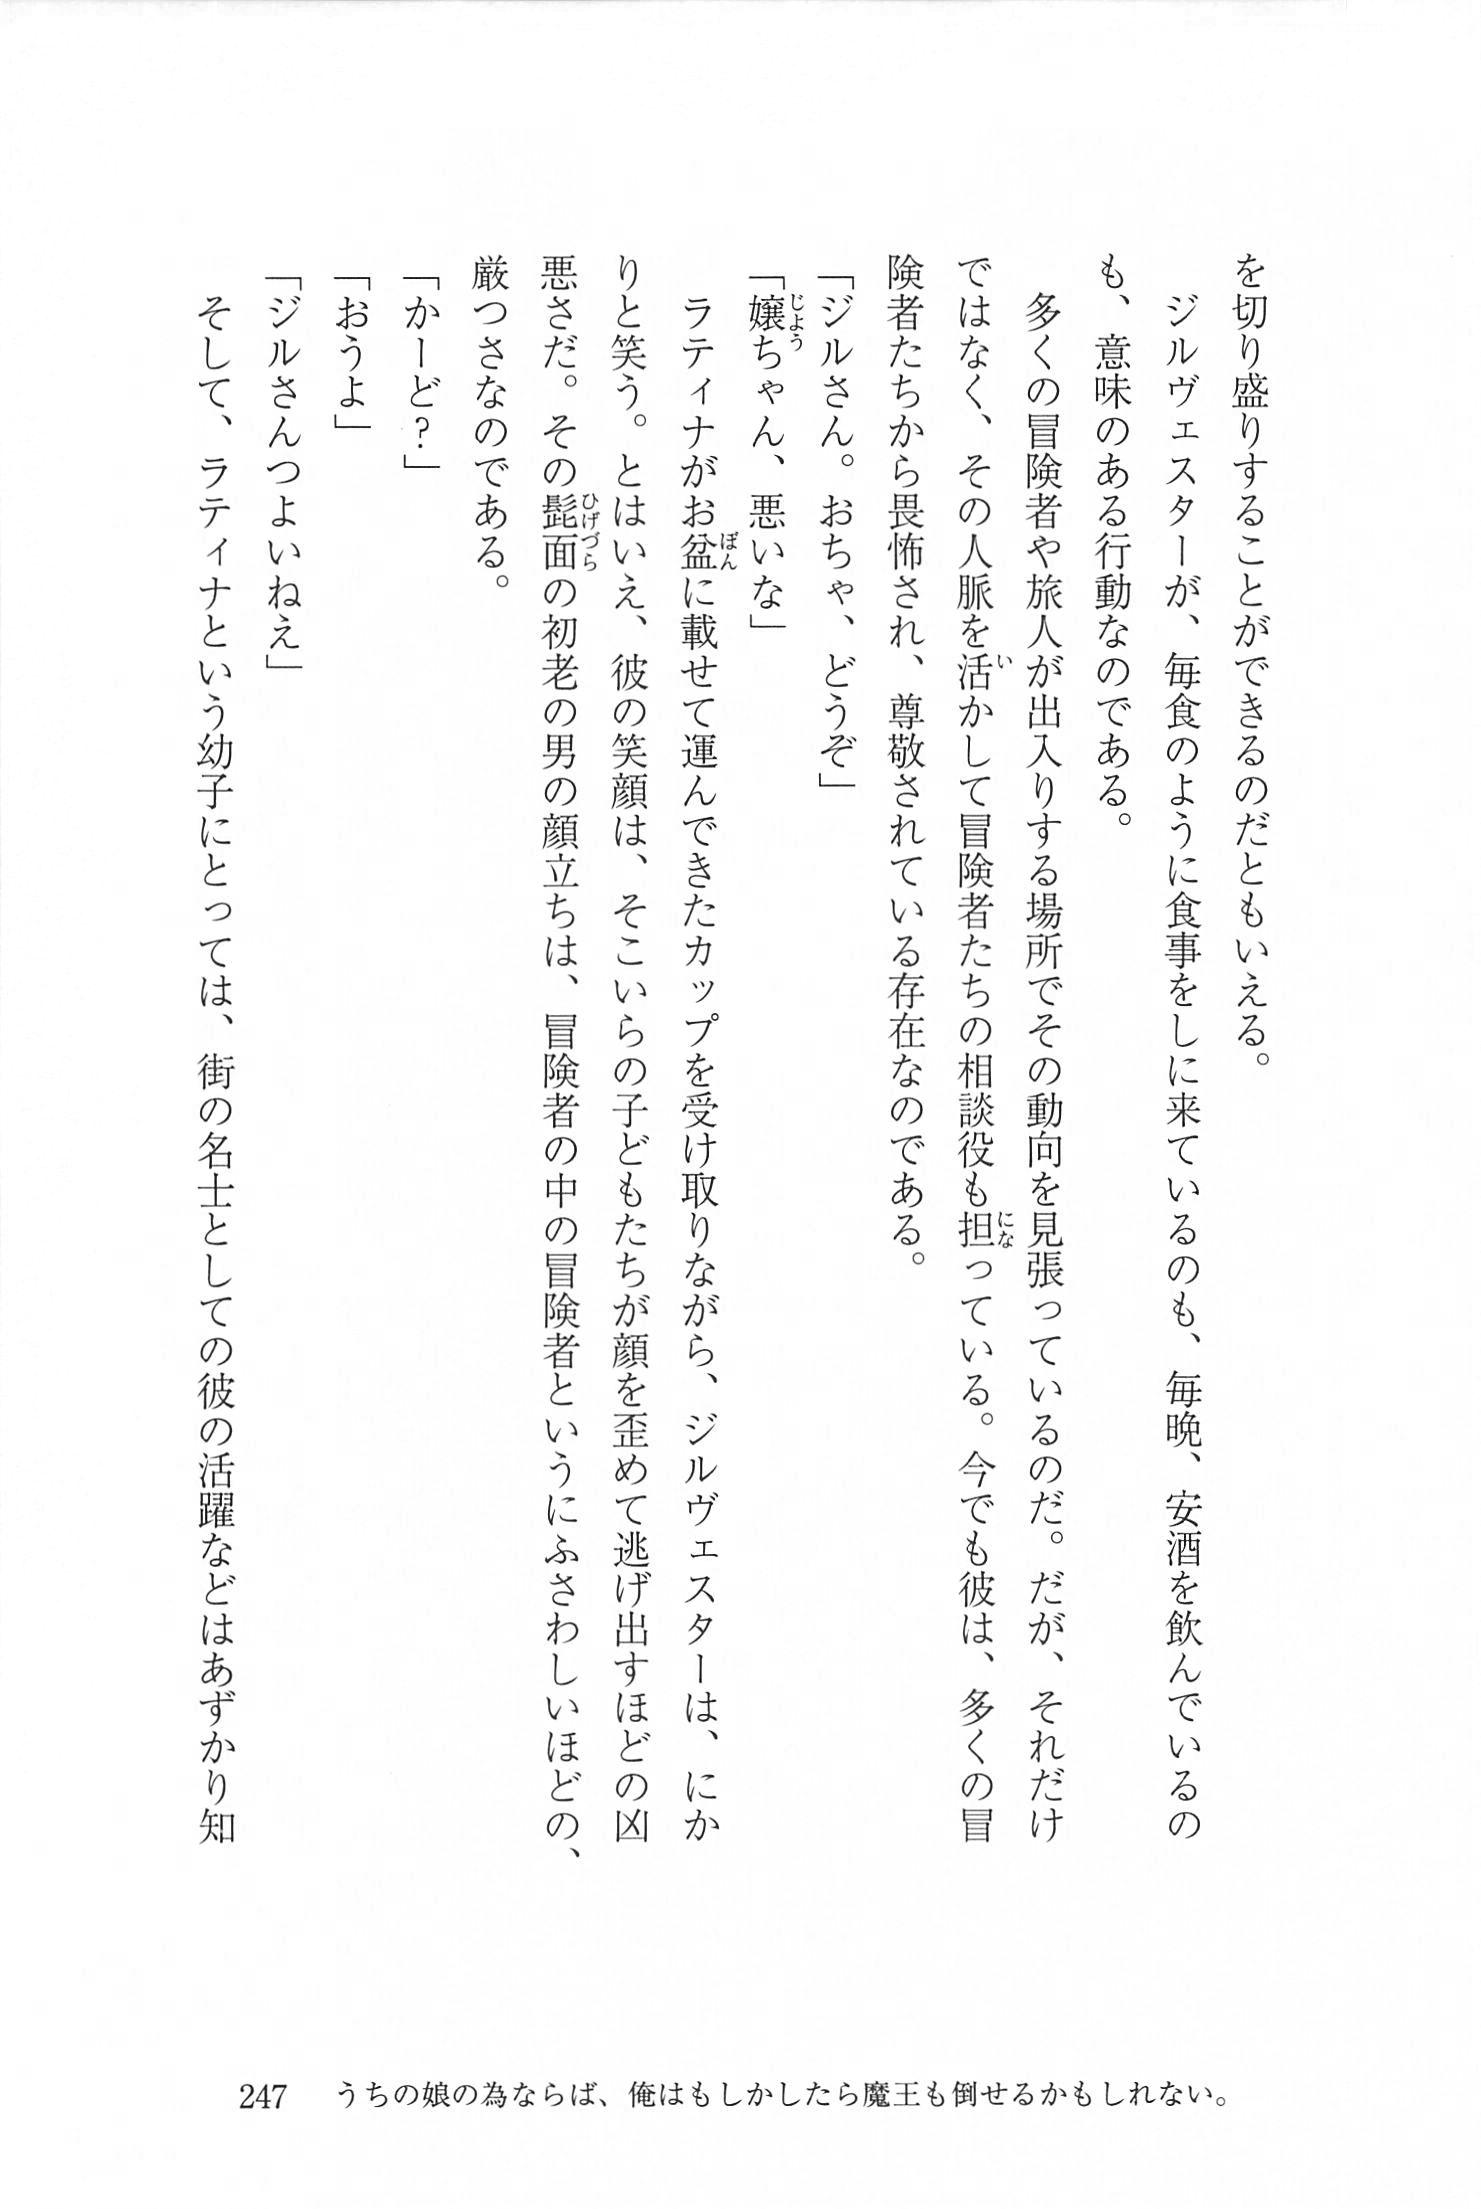 を切り盛りすることができるのだともいえる。
　ジルヴェスターが、毎食のように食事をしに来ているのも、毎晩、安酒を飲んでいるの
も、意味のある行動なのである。
　多くの冒険者や旅人が出入りする場所でその動向を見張っているのだ。だが、それだけ
ではなく、その人脈を活かして冒険者たちの相談役も担っている。今でも彼は、多くの冒
険者たちから畏怖され、尊敬されている存在なのである。
「ジルさん。おちゃ、どうぞ」
「嬢ちゃん、悪いな」
　ラティナがお盆に載せて運んできたカップを受け取りながら、ジルヴェスターは、にか
りと笑う。とはいえ、彼の笑顔は、そこいらの子どもたちが顔を歪めて逃げ出すほどの凶
悪さだ。その髭面の初老の男の顔立ちは、冒険者の中の冒険者というにふさわしいほどの、
厳つさなのである。
「かーど?」
「おうよ」
「ジルさんつよいねえ」
　そして、ラティナという幼子にとっては、街の名士としての彼の活躍などはあずかり知
247　うちの娘の為ならば、俺はもしかしたら魔王も倒せるかもしれない。